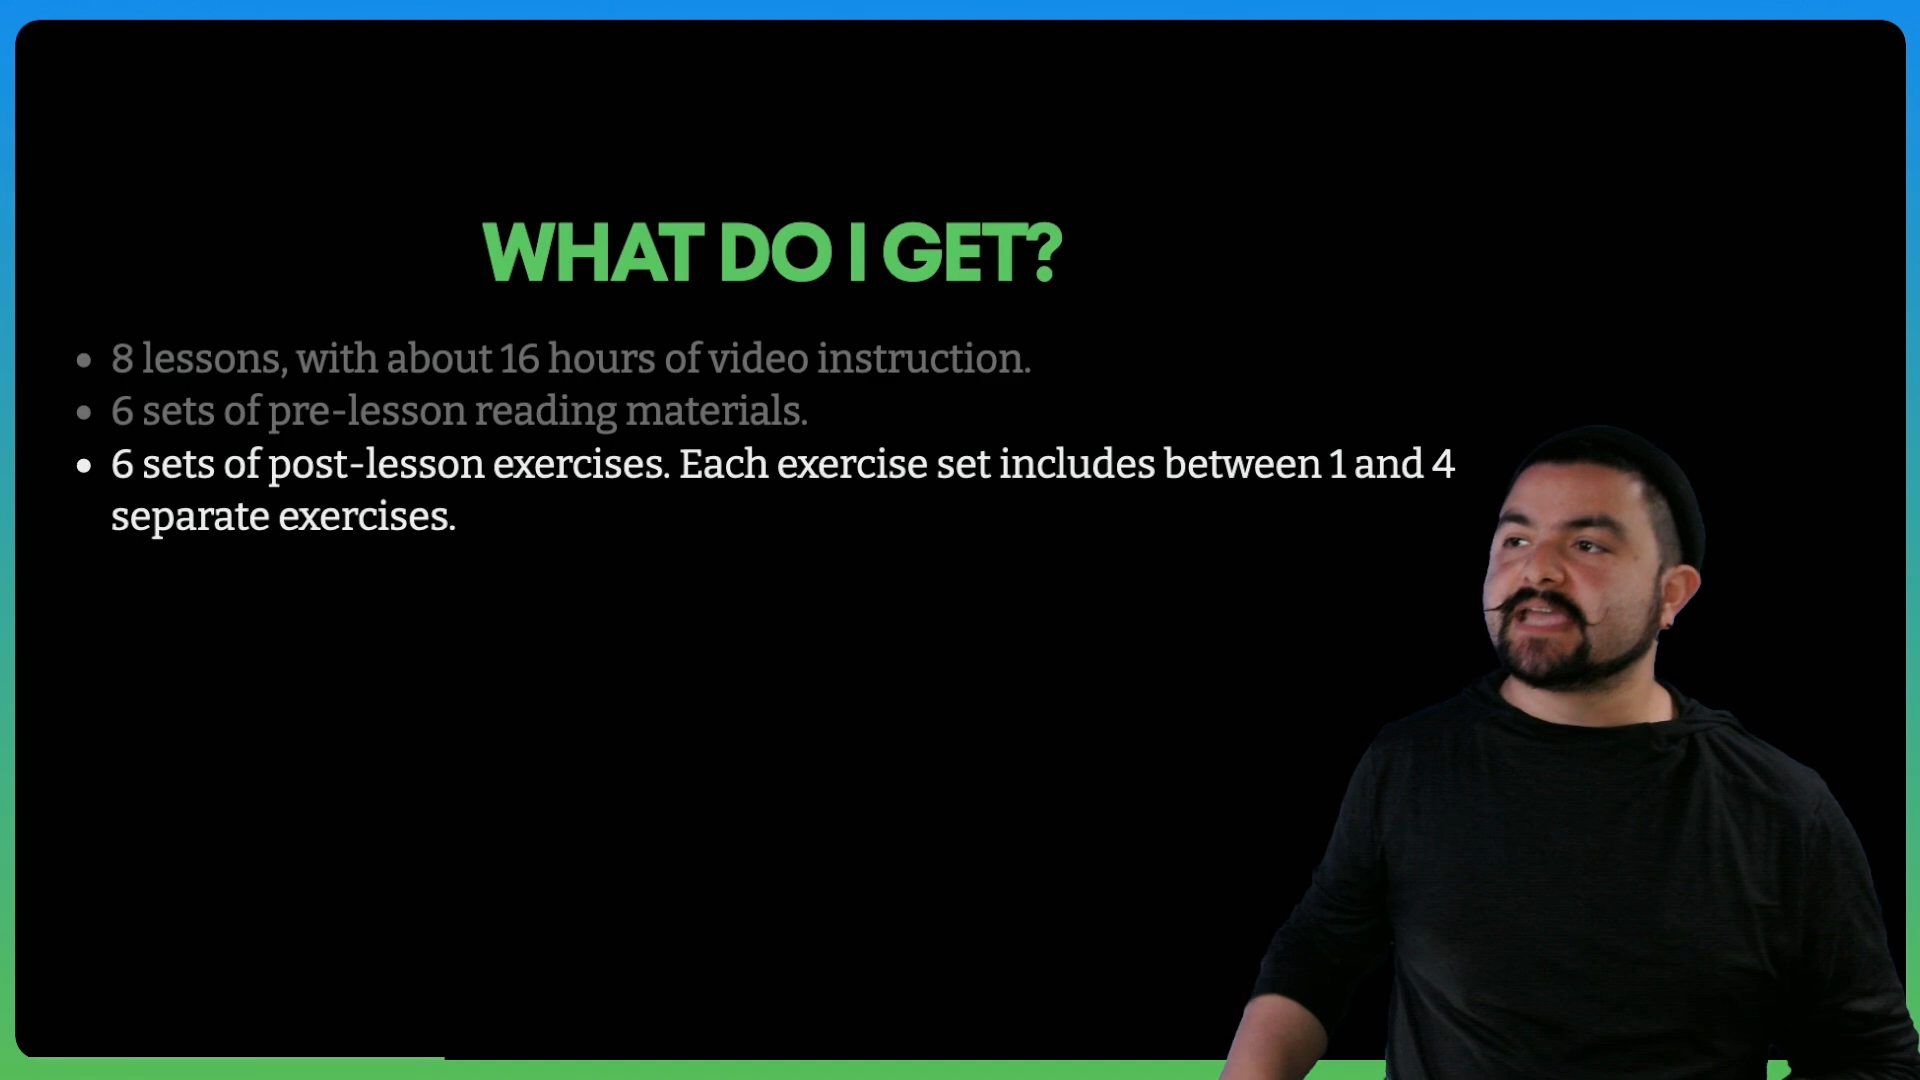 WHAT DO I GET?
8 lessons, with about 16 hours of video instruction.
6 sets of pre-lesson reading materials.
6 sets of post-lesson exercises. Each exercise set includes between 1 and 4
separate exercises.